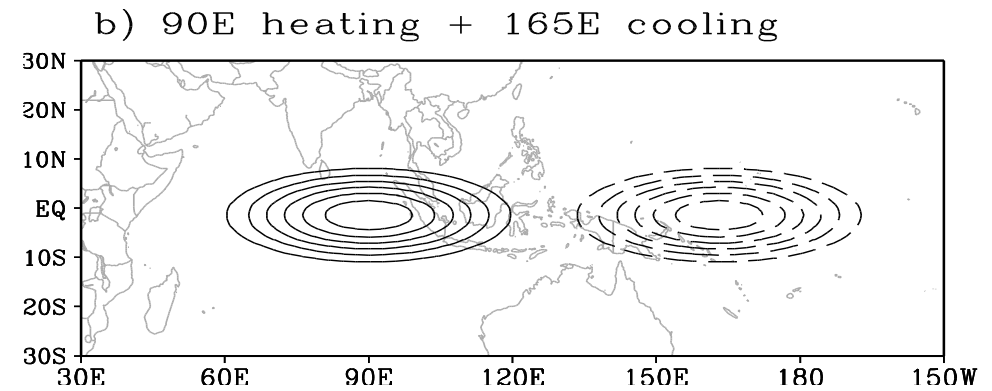 b) 90E heating + 165E cooling
30N
20N
10N
EQ
10S
20S
30S
30E 60E 90E 120E 150E 180 150W